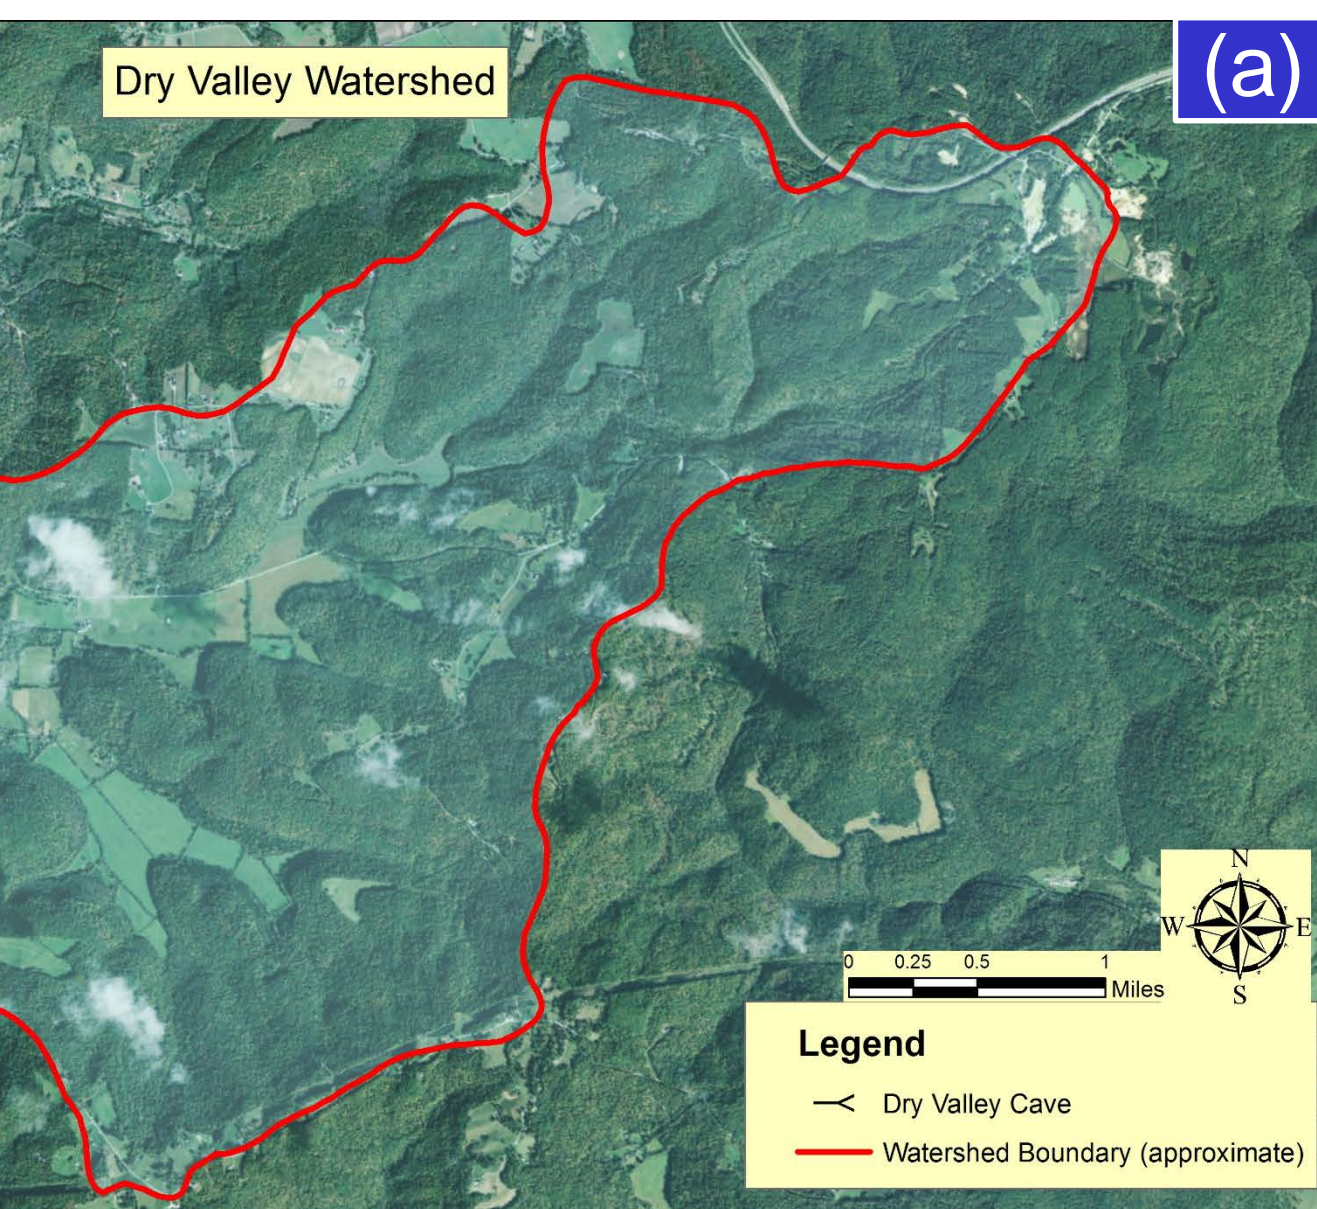 Dry Valley Watershed
(a)
N
W E
S
0 0.25 0.5 1
Miles
Legend
Dry Valley Cave
Watershed Boundary (approximate)